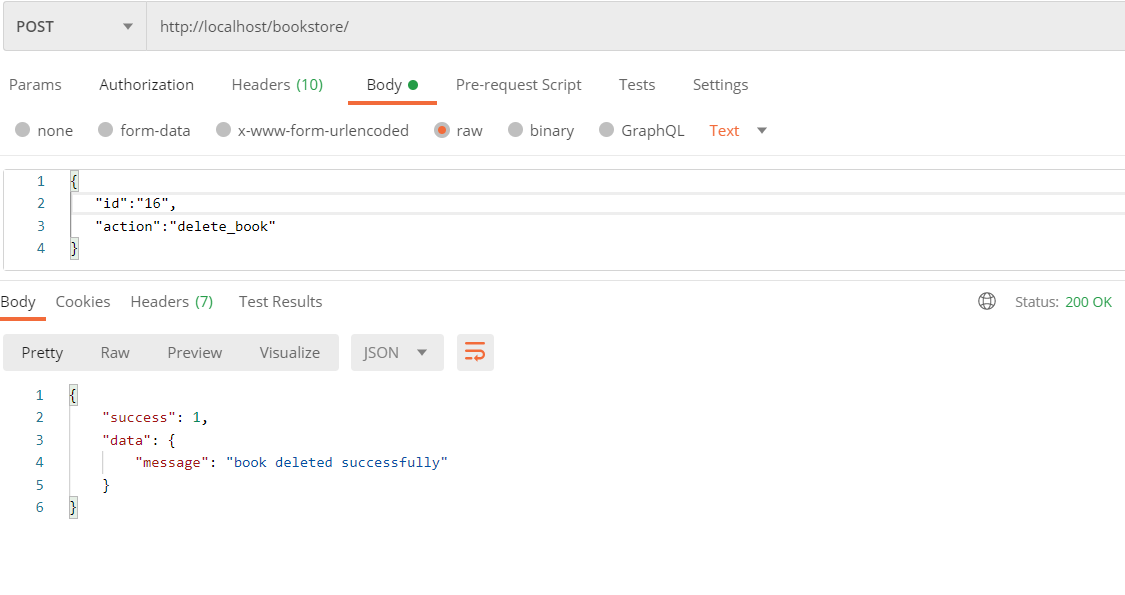 POST http://localhost/bookstore/
Params Authorization Headers (10) Body Pre-request Script Tests Settings
none form-data x-www-form-urlencoded raw binary GraphQL Text
1 {
2 "id":"16",
3 "action":"delete_book"
4 }
Body Cookies Headers (7) Test Results Status: 200 OK
Pretty Raw Preview Visualize JSON
1 {
2 "success": 1,
3 "data": {
4 "message": "book deleted successfully"
5 }
6 }